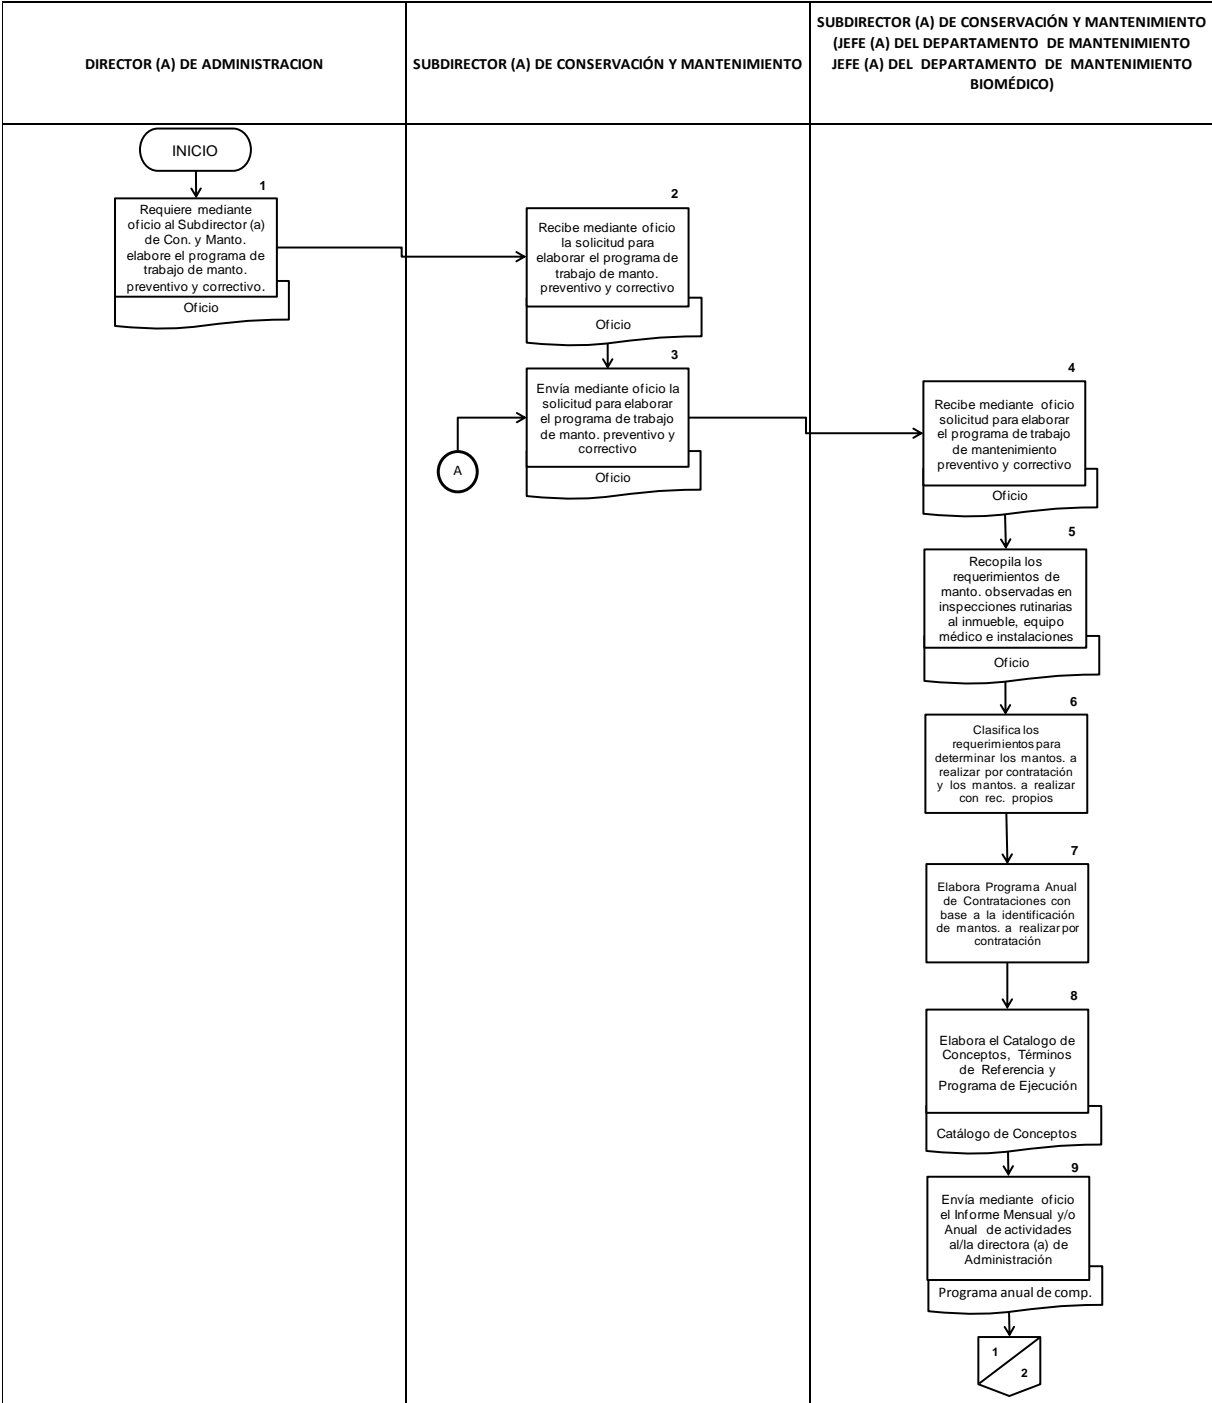 DIRECTOR (A) DE ADMINISTRACION
SUBDIRECTOR (A) DE CONSERVACIÓN Y MANTENIMIENTO
SUBDIRECTOR (A) DE CONSERVACIÓN Y MANTENIMIENTO
(JEFE (A) DEL DEPARTAMENTO DE MANTENIMIENTO
JEFE (A) DEL DEPARTAMENTO DE MANTENIMIENTO
BIOMÉDICO)
INICIO
1
Requiere mediante
oficio al Subdirector (a)
de Con. y Manto.
elabore el programa de
trabajo de manto.
preventivo y correctivo.
Oficio
2
Recibe mediante oficio
la solicitud para
elaborar el programa de
trabajo de manto.
preventivo y correctivo
Oficio
3
Envía mediante oficio la
solicitud para elaborar
el programa de trabajo
de manto. preventivo y
correctivo
Oficio
A
4
Recibe mediante oficio
solicitud para elaborar
el programa de trabajo
de mantenimiento
preventivo y correctivo
Oficio
5
Recopila los
requerimientos de
manto. observadas en
inspecciones rutinarias
al inmueble, equipo
médico e instalaciones
Oficio
6
Clasifica los
requerimientos para
determinar los mantos. a
realizar por contratación
y los mantos. a realizar
con rec. propios
7
Elabora Programa Anual
de Contrataciones con
base a la identificación
de mantos. a realizar por
contratación
8
Elabora el Catalogo de
Conceptos, Términos
de Referencia y
Programa de Ejecución
Catálogo de Conceptos
9
Envía mediante oficio
el Informe Mensual y/o
Anual de actividades
al/la directora (a) de
Administración
Programa anual de comp.
1
2